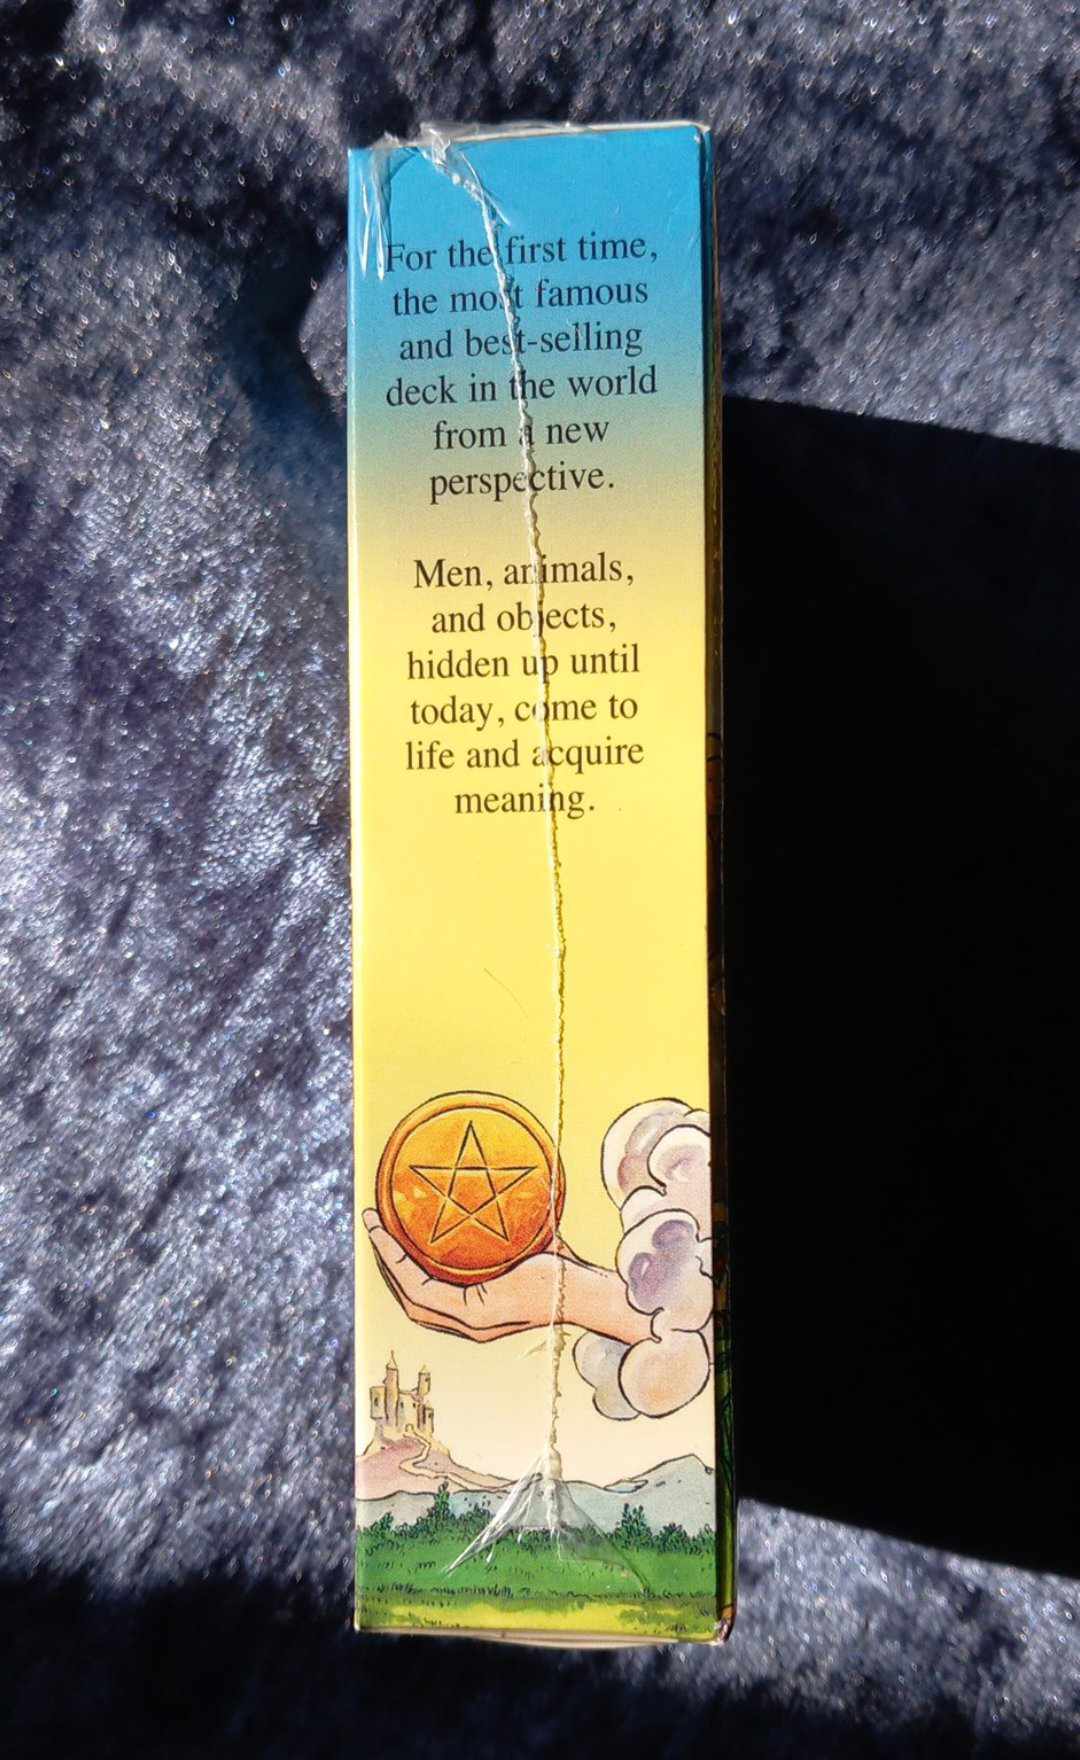 For the first time,
the most famous
and best-selling
deck in the world
from a new
perspective.
Men, animals,
and objects,
hidden up until
today, come to
life and acquire
meaning.